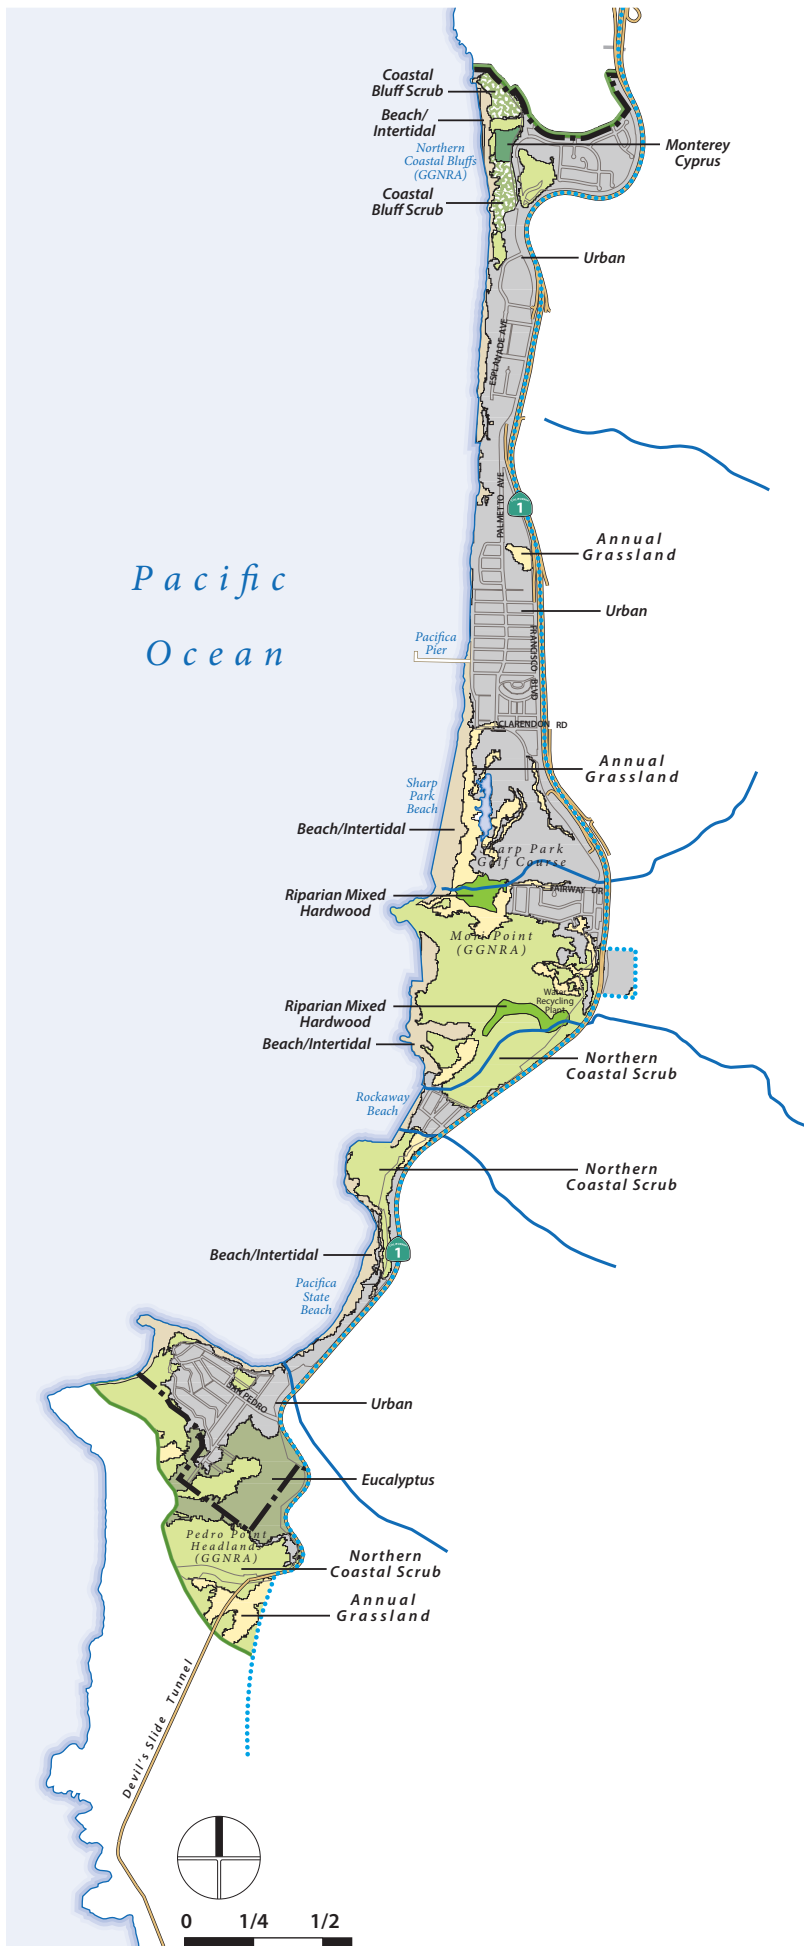 Coastal
Bluff Scrub
Beach/
Intertidal
Northern
Coastal Bluffs
(GGNRA)
Monterey
Cyprus
Coastal
Bluff Scrub
Urban
ESPLANADE AVE
PALMETTO AVE
1
Annual
Grassland
Pacific
Ocean
Urban
Pacifica
Pier
FRANCISCO BLVD
CLARENDON RD
Annual
Grassland
Sharp
Park
Beach
Beach/Intertidal
Sharp Park
Golf Course
Riparian Mixed
Hardwood
FAIRWAY DR
Mori Point
(GGNRA)
Water
Recycling
Plant
Riparian Mixed
Hardwood
Beach/Intertidal
Northern
Coastal Scrub
Rockaway
Beach
Northern
Coastal Scrub
Beach/Intertidal
1
Pacifica
State
Beach
SAN PEDRO
Urban
Eucalyptus
Pedro Point
Headlands
(GGNRA)
Northern
Coastal Scrub
Annual
Grassland
Devil's Slide Tunnel
0 1/4 1/2